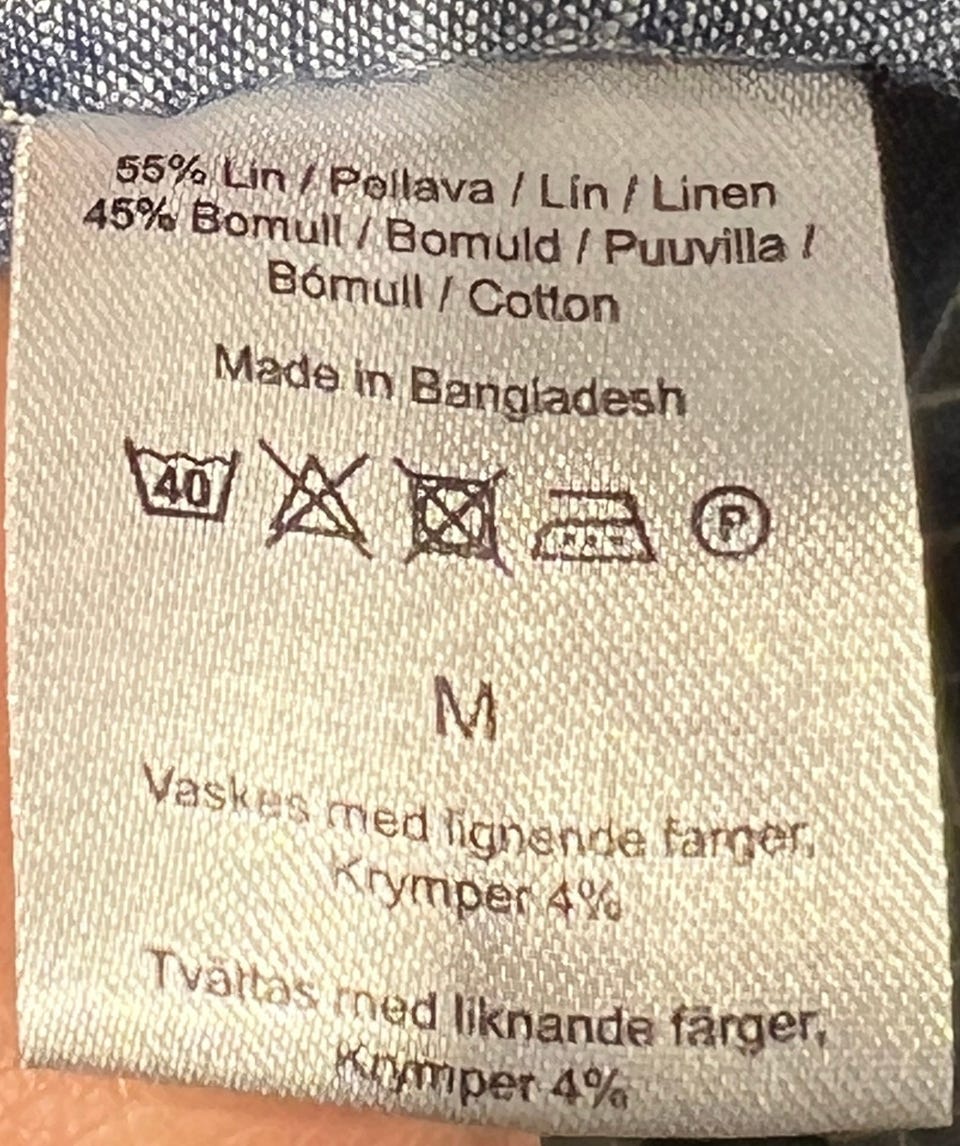 55% Lin / Pellava / Lín / Linen
45% Bomull / Bomuld / Puuvilla /
Bómull / Cotton
Made in Bangladesh
40 P
M
Vaskes med lignende farger,
Krymper 4%
Tvättas med liknande färger,
Krymper 4%